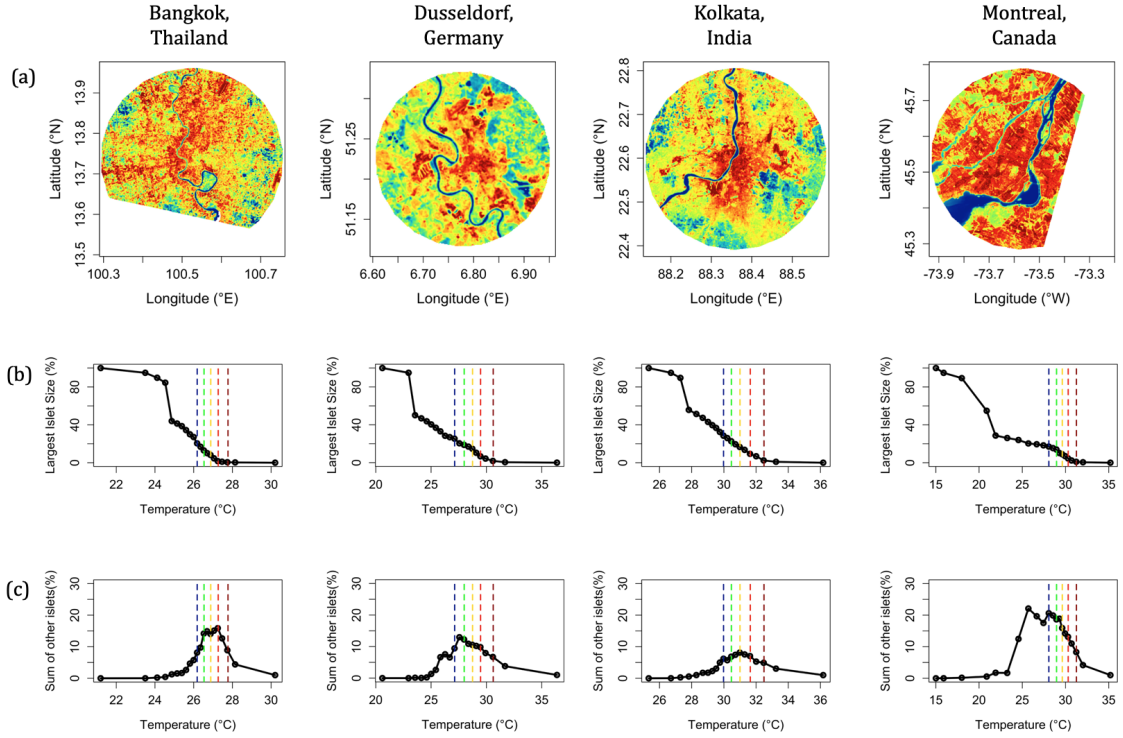 Bangkok,
Thailand
Dusseldorf,
Germany
Kolkata,
India
Montreal,
Canada
(a)
Latitude (°N)
13.5 13.6 13.7 13.8 13.9
100.3 100.5 100.7
Longitude (°E)
Latitude (°N)
51.15 51.25
6.60 6.70 6.80 6.90
Longitude (°E)
Latitude (°N)
22.4 22.5 22.6 22.7 22.8
88.2 88.3 88.4 88.5
Longitude (°E)
Latitude (°N)
45.3 45.5 45.7
-73.9 -73.7 -73.5 -73.3
Longitude (°W)
(b)
Largest Islet Size (%)
0 40 80
22 24 26 28 30
Temperature (°C)
Largest Islet Size (%)
0 40 80
20 25 30 35
Temperature (°C)
Largest Islet Size (%)
0 40 80
26 28 30 32 34 36
Temperature (°C)
Largest Islet Size (%)
0 40 80
15 20 25 30 35
Temperature (°C)
(c)
Sum of other islets(%)
0 10 20 30
22 24 26 28 30
Temperature (°C)
Sum of other islets(%)
0 10 20 30
20 25 30 35
Temperature (°C)
Sum of other islets(%)
0 10 20 30
26 28 30 32 34 36
Temperature (°C)
Sum of other islets(%)
0 10 20 30
15 20 25 30 35
Temperature (°C)